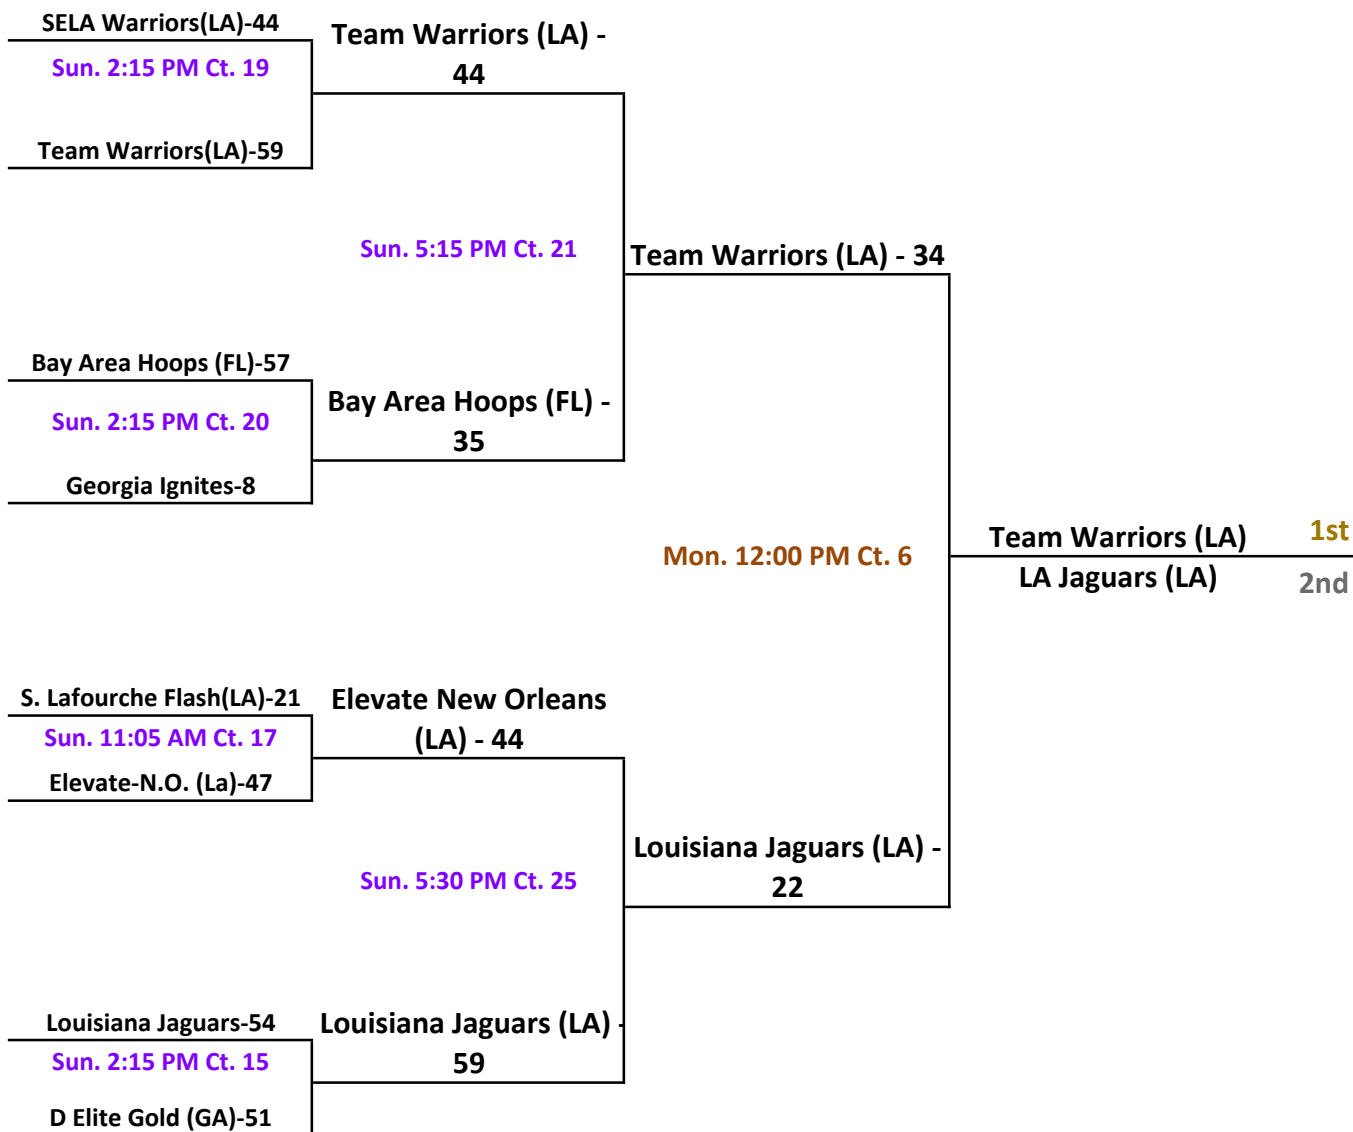 SELA Warriors(LA)-44
Sun. 2:15 PM Ct. 19
Team Warriors(LA)-59
Team Warriors (LA) -
44
Sun. 5:15 PM Ct. 21
Team Warriors (LA) - 34
Bay Area Hoops (FL)-57
Sun. 2:15 PM Ct. 20
Georgia Ignites-8
Bay Area Hoops (FL) -
35
Mon. 12:00 PM Ct. 6
Team Warriors (LA) 1st
LA Jaguars (LA) 2nd
S. Lafourche Flash(LA)-21
Sun. 11:05 AM Ct. 17
Elevate-N.O. (La)-47
Elevate New Orleans
(LA) - 44
Sun. 5:30 PM Ct. 25
Louisiana Jaguars (LA) -
22
Louisiana Jaguars-54
Sun. 2:15 PM Ct. 15
D Elite Gold (GA)-51
Louisiana Jaguars (LA) -
59